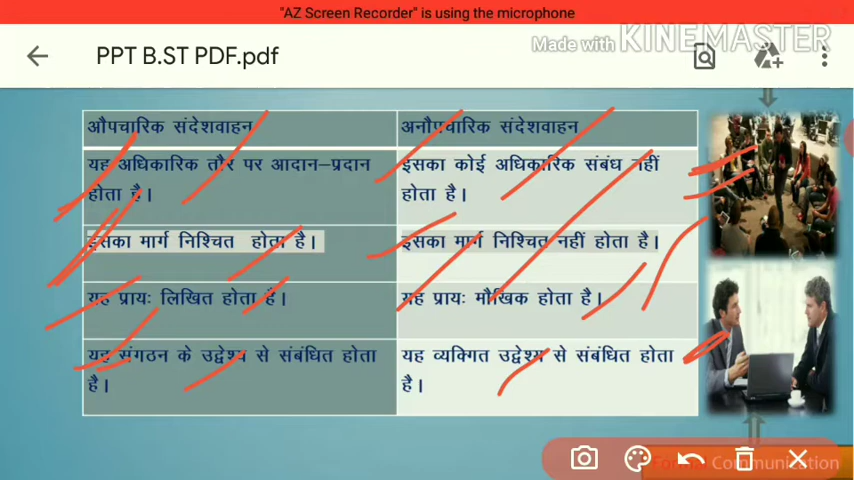 "AZ Screen Recorder" is using the microphone
PPT B.ST PDF.pdf
Made with KINEMASTER
औपचारिक संदेशवाहन
अनौपचारिक संदेशवाहन
यह अधिकारिक तौर पर आदान–प्रदान
होता है।
इसका कोई अधिकारिक संबंध नहीं
होता है।
इसका मार्ग निश्चित होता है।
इसका मार्ग निश्चित नहीं होता है।
यह प्रायः लिखित होता है।
यह प्रायः मौखिक होता है।
यह संगठन के उद्वेश्य से संबंधित होता
है।
यह व्यक्गित उद्वेश्य से संबंधित होता
है।
Formal Communication